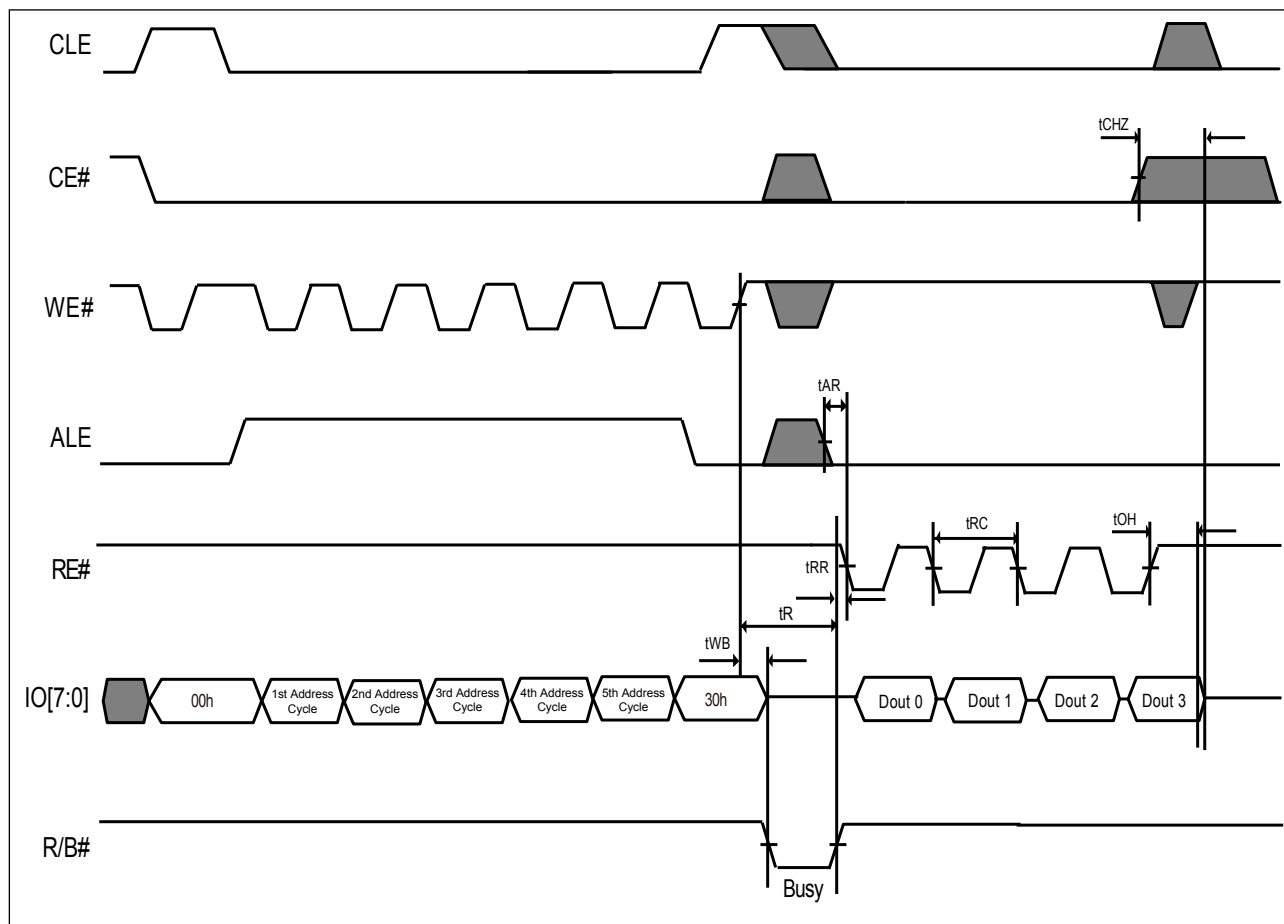 CLE
tCHZ
CE#
WE#
tAR
ALE
tRC
tOH
RE#
tRR
tR
tWB
IO[7:0]
00h
1st Address
Cycle
2nd Address
Cycle
3rd Address
Cycle
4th Address
Cycle
5th Address
Cycle
30h
Dout 0
Dout 1
Dout 2
Dout 3
R/B#
Busy